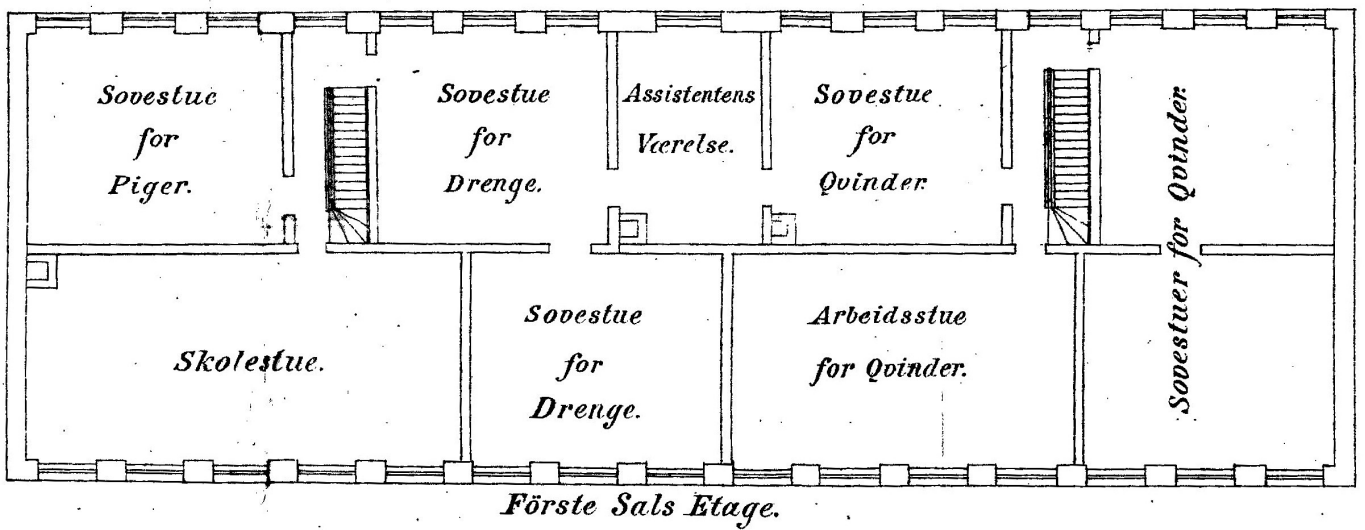 Sovestue
for
Piger.
Sovestue
for
Drenge.
Assistentens
Værelse.
Sovestue
for
Qvinder.
Sovestuer for Qvinder.
Skolestue.
Sovestue
for
Drenge.
Arbeidsstue
for Qvinder.
Förste Sals Etage.